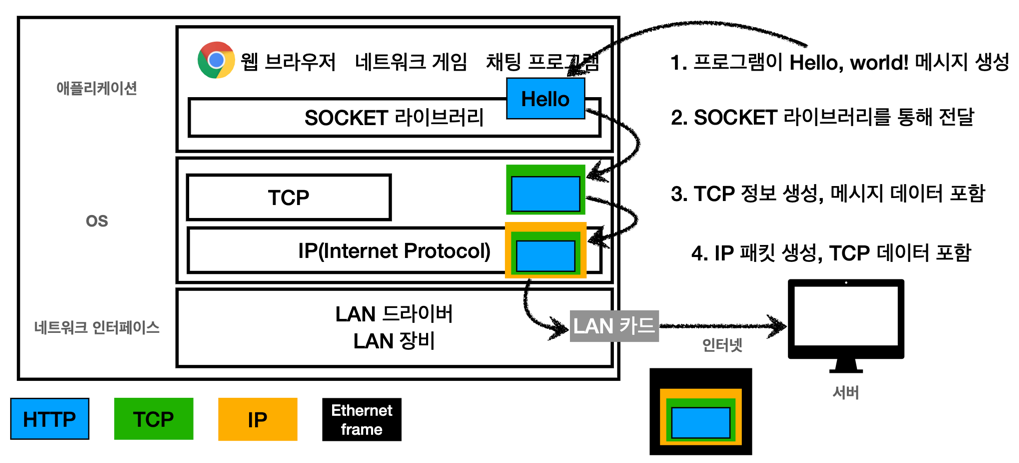 웹 브라우저 네트워크 게임 채팅 프로그램
애플리케이션
Hello
SOCKET 라이브러리
1. 프로그램이 Hello, world! 메시지 생성
2. SOCKET 라이브러리를 통해 전달
TCP
OS
IP(Internet Protocol)
3. TCP 정보 생성, 메시지 데이터 포함
4. IP 패킷 생성, TCP 데이터 포함
네트워크 인터페이스
LAN 드라이버
LAN 장비
LAN 카드
인터넷
서버
HTTP
TCP
IP
Ethernet
frame